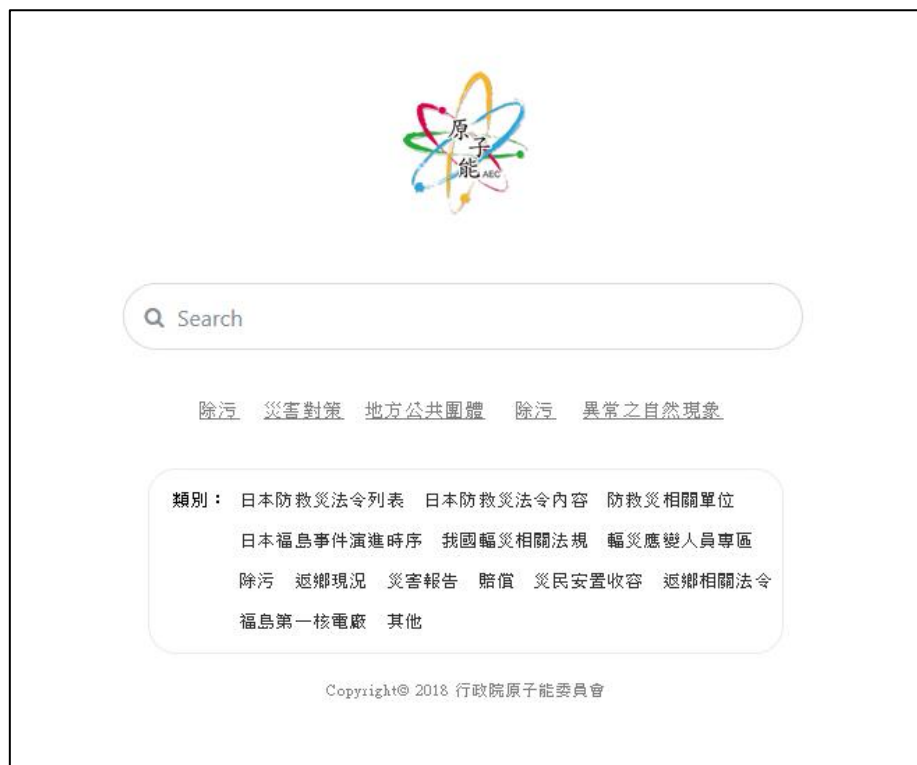 原
子
能 AEC
Search
除污 災害對策 地方公共團體 除污 異常之自然現象
類別： 日本防救災法令列表 日本防救災法令內容 防救災相關單位
日本福島事件演進時序 我國輻災相關法規 輻災應變人員專區
除污 返鄉現況 災害報告 賠償 災民安置收容 返鄉相關法令
福島第一核電廠 其他
Copyright© 2018 行政院原子能委員會